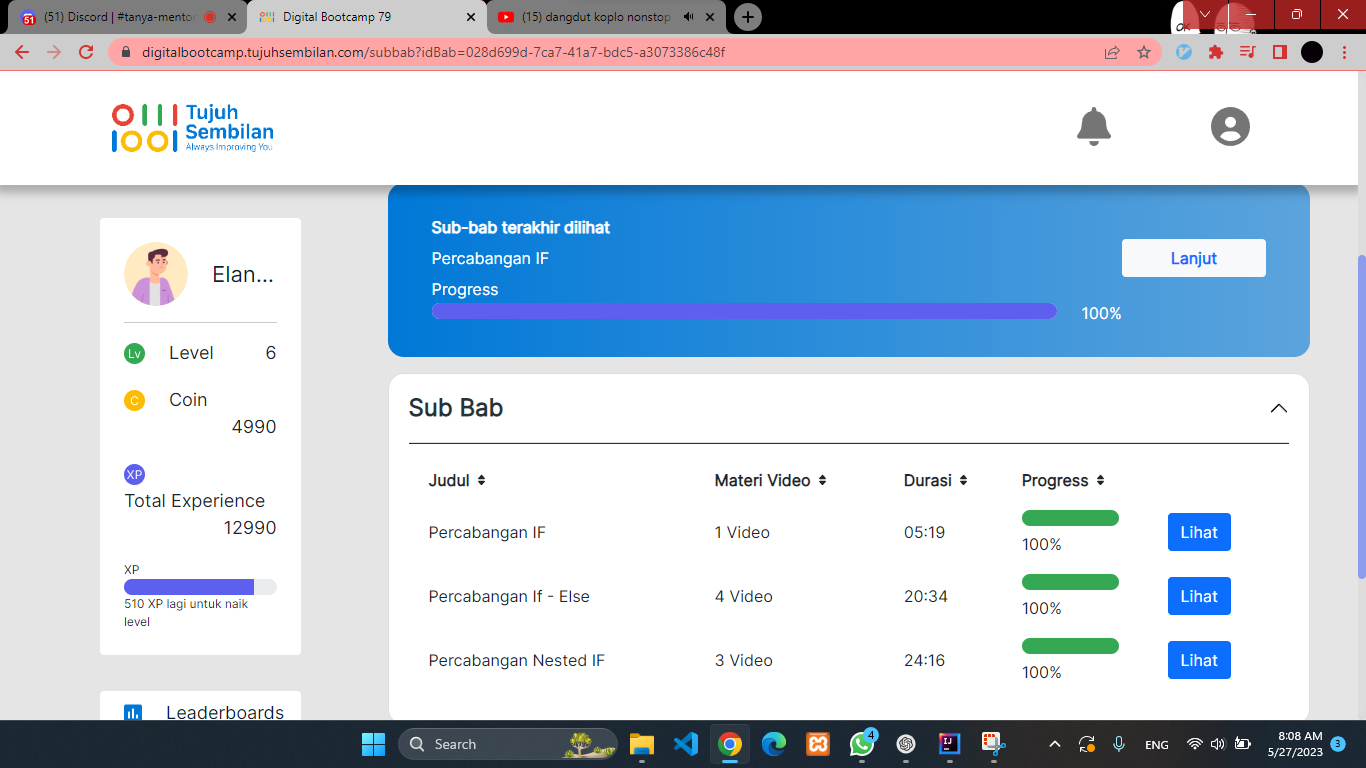 51
(51) Discord | #tanya-mentor
Digital Bootcamp 79
(15) dangdut koplo nonstop
digitalbootcamp.tujuhsembilan.com/subbab?idBab=028d699d-7ca7-41a7-bdc5-a3073386c48f
Tujuh
Sembilan
Always Improving You
Sub-bab terakhir dilihat
Percabangan IF
Lanjut
Progress
100%
Elan...
Lv Level 6
C Coin
4990
XP
Total Experience
12990
XP
510 XP lagi untuk naik
level
Leaderboards
Sub Bab
Judul Materi Video Durasi Progress
Percabangan IF 1 Video 05:19 100% Lihat
Percabangan If - Else 4 Video 20:34 100% Lihat
Percabangan Nested IF 3 Video 24:16 100% Lihat
Search
4
IJ
ENG
8:08 AM
5/27/2023
3